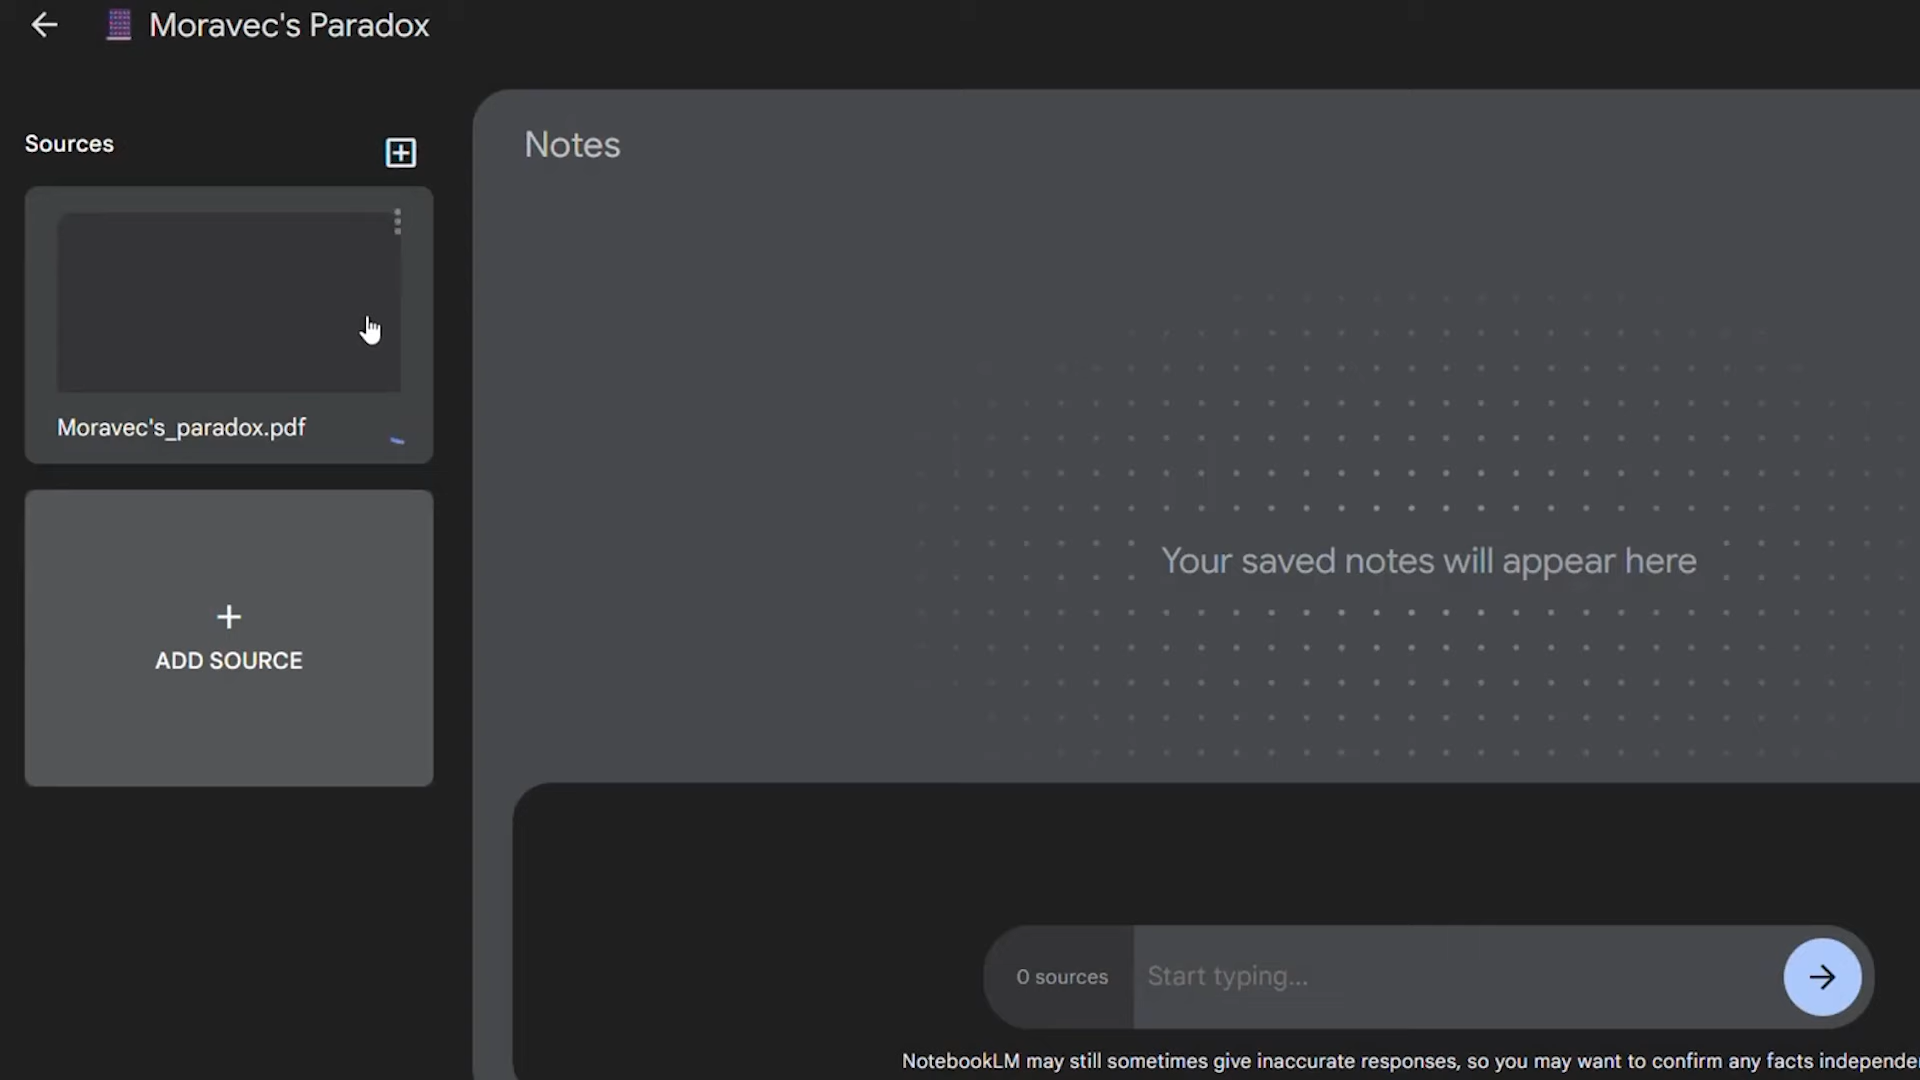 Moravec's Paradox
Sources
Notes
Moravec's_paradox.pdf
Your saved notes will appear here
ADD SOURCE
0 sources
Start typing...
NotebookLM may still sometimes give inaccurate responses, so you may want to confirm any facts